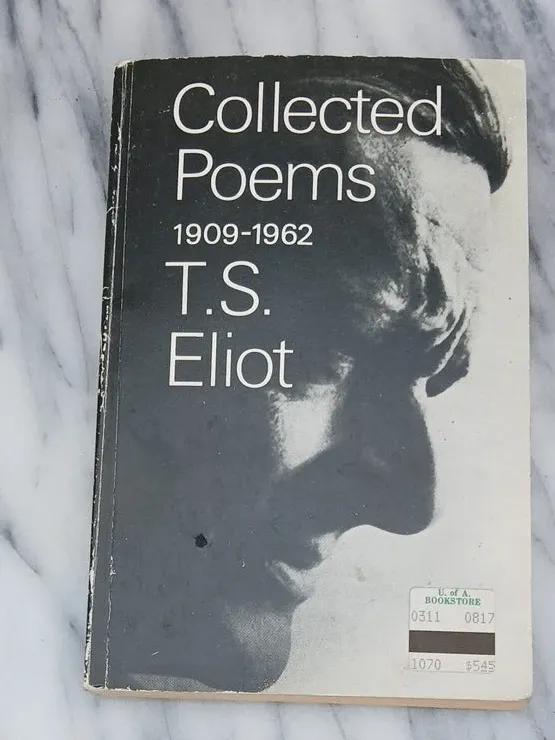 Collected
Poems
1909-1962
T.S.
Eliot
U. of A.
BOOKSTORE
0311 0817
1070 $545